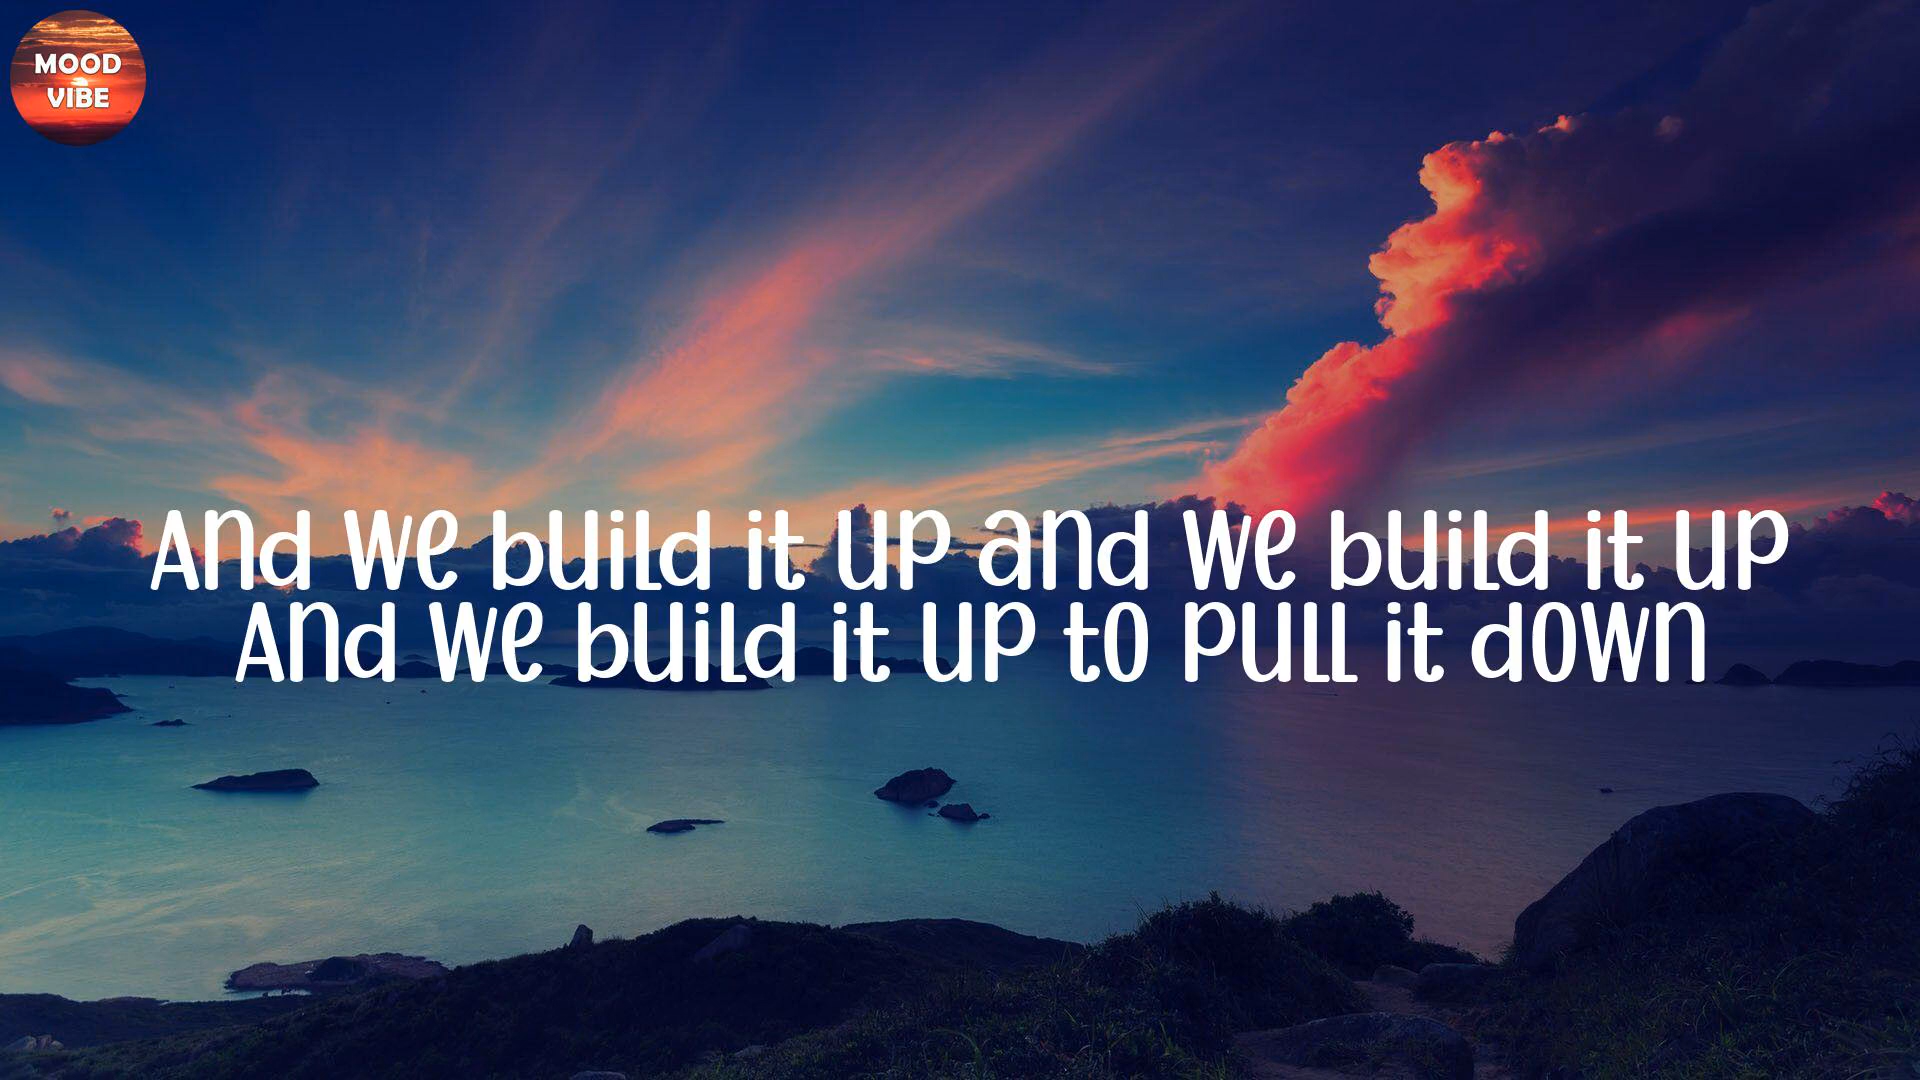 MOOD
VIBE
And we build it up and we build it up
And we build it up to pull it down